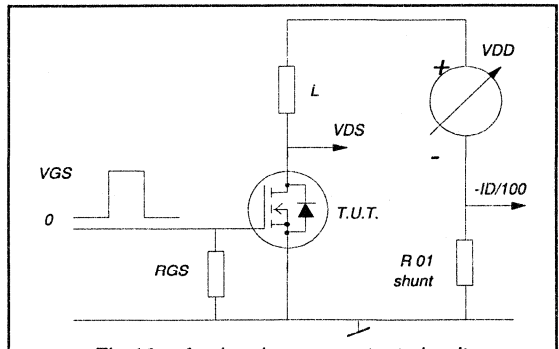 VDD
+
L
VDS
-
VGS
-ID/100
0
T.U.T.
RGS
R 01
shunt